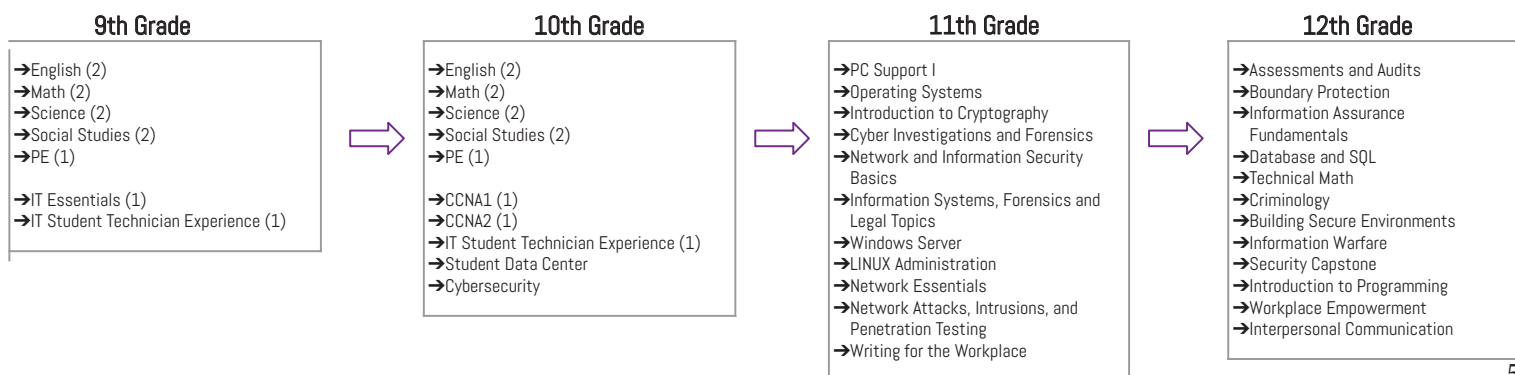 9th Grade
➔English (2)
➔Math (2)
➔Science (2)
➔Social Studies (2)
➔PE (1)
➔IT Essentials (1)
➔IT Student Technician Experience (1)
10th Grade
➔English (2)
➔Math (2)
➔Science (2)
➔Social Studies (2)
➔PE (1)
➔CCNA1 (1)
➔CCNA2 (1)
➔IT Student Technician Experience (1)
➔Student Data Center
➔Cybersecurity
11th Grade
➔PC Support I
➔Operating Systems
➔Introduction to Cryptography
➔Cyber Investigations and Forensics
➔Network and Information Security
Basics
➔Information Systems, Forensics and
Legal Topics
➔Windows Server
➔LINUX Administration
➔Network Essentials
➔Network Attacks, Intrusions, and
Penetration Testing
➔Writing for the Workplace
12th Grade
➔Assessments and Audits
➔Boundary Protection
➔Information Assurance
Fundamentals
➔Database and SQL
➔Technical Math
➔Criminology
➔Building Secure Environments
➔Information Warfare
➔Security Capstone
➔Introduction to Programming
➔Workplace Empowerment
➔Interpersonal Communication